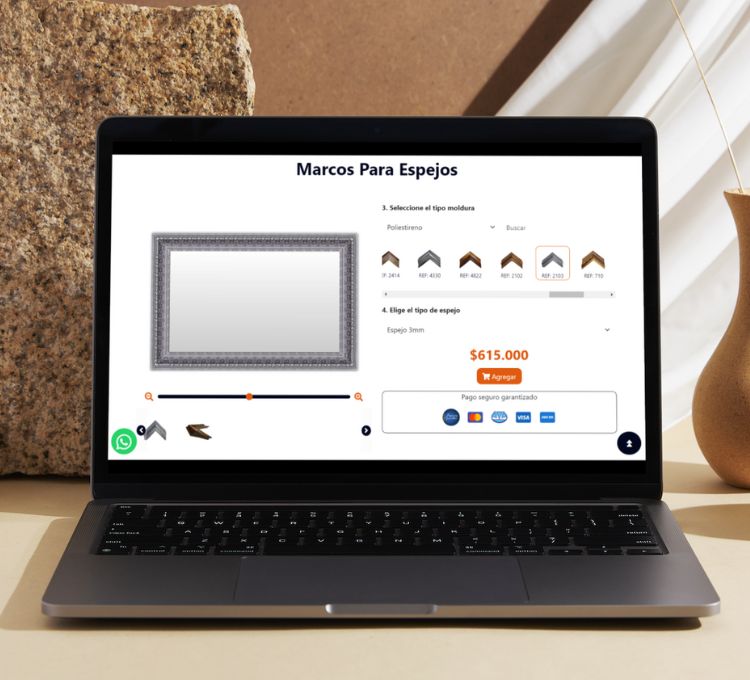 Marcos Para Espejos
3. Seleccione el tipo moldura
Poliestireno
Buscar
REF: 4330
REF: 4822
REF: 2102
REF: 2103
REF: 710
4. Elige el tipo de espejo
Espejo 3mm
$615.000
Agregar
Pago seguro garantizado
VISA